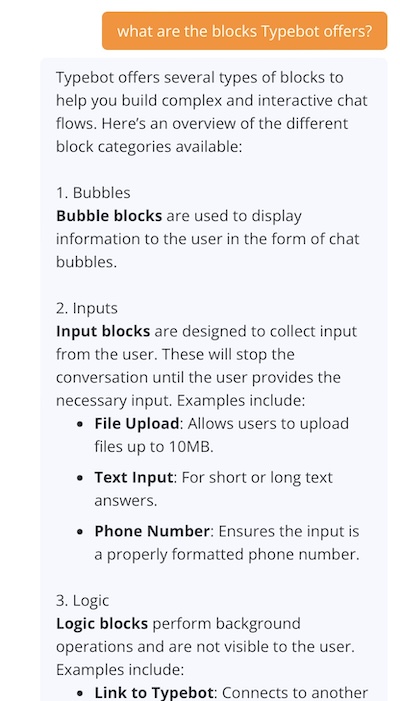 what are the blocks Typebot offers?
Typebot offers several types of blocks to
help you build complex and interactive chat
flows. Here’s an overview of the different
block categories available:
1. Bubbles
Bubble blocks are used to display
information to the user in the form of chat
bubbles.
2. Inputs
Input blocks are designed to collect input
from the user. These will stop the
conversation until the user provides the
necessary input. Examples include:
• File Upload: Allows users to upload
files up to 10MB.
• Text Input: For short or long text
answers.
• Phone Number: Ensures the input is
a properly formatted phone number.
3. Logic
Logic blocks perform background
operations and are not visible to the user.
Examples include:
• Link to Typebot: Connects to another